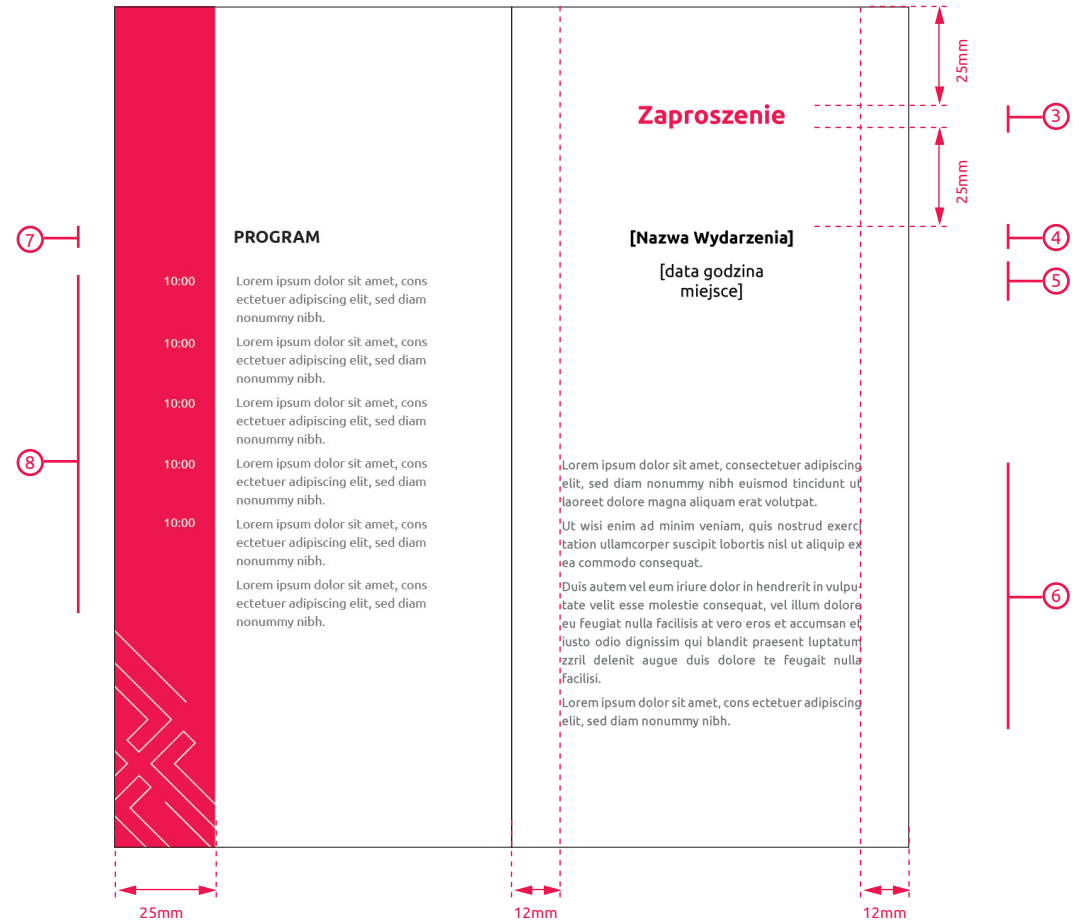 25mm
Zaproszenie
3
25mm
7
PROGRAM
[Nazwa Wydarzenia]
4
[data godzina
miejsce]
5
10:00
Lorem ipsum dolor sit amet, cons
ectetuer adipiscing elit, sed diam
nonummy nibh.
10:00
Lorem ipsum dolor sit amet, cons
ectetuer adipiscing elit, sed diam
nonummy nibh.
10:00
Lorem ipsum dolor sit amet, cons
ectetuer adipiscing elit, sed diam
nonummy nibh.
8
10:00
Lorem ipsum dolor sit amet, cons
ectetuer adipiscing elit, sed diam
nonummy nibh.
10:00
Lorem ipsum dolor sit amet, cons
ectetuer adipiscing elit, sed diam
nonummy nibh.
Lorem ipsum dolor sit amet, cons
ectetuer adipiscing elit, sed diam
nonummy nibh.
Lorem ipsum dolor sit amet, consectetuer adipiscing
elit, sed diam nonummy nibh euismod tincidunt ut
laoreet dolore magna aliquam erat volutpat.
Ut wisi enim ad minim veniam, quis nostrud exerci
tation ullamcorper suscipit lobortis nisl ut aliquip ex
ea commodo consequat.
Duis autem vel eum iriure dolor in hendrerit in vulpu-
tate velit esse molestie consequat, vel illum dolore
eu feugiat nulla facilisis at vero eros et accumsan et
iusto odio dignissim qui blandit praesent luptatum
zzril delenit augue duis dolore te feugait nulla
facilisi.
Lorem ipsum dolor sit amet, cons ectetuer adipiscing
elit, sed diam nonummy nibh.
6
25mm
12mm
12mm